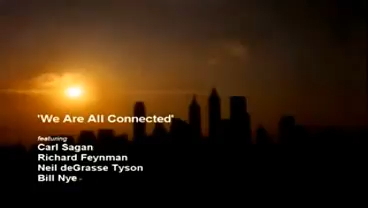 'We Are All Connected'
featuring
Carl Sagan
Richard Feynman
Neil deGrasse Tyson
Bill Nye